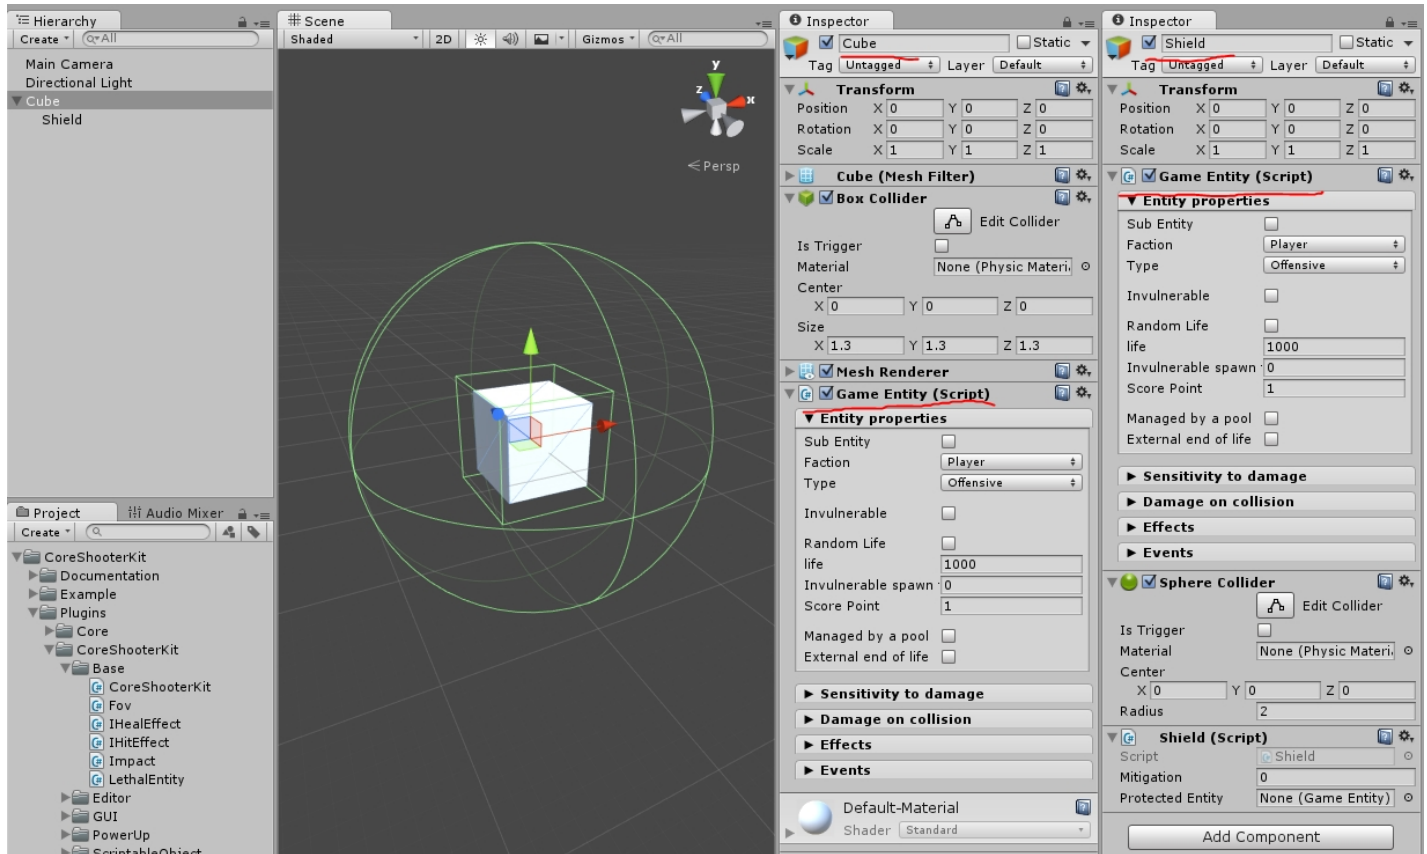 Hierarchy
Create
All
Main Camera
Directional Light
Cube
Shield
Project
Audio Mixer
Create
CoreShooterKit
Documentation
Example
Plugins
Core
CoreShooterKit
Base
CoreShooterKit
Fov
IHealEffect
IHitEffect
Impact
LethalEntity
Editor
GUI
PowerUp
ScriptableObject
Scene
Shaded 2D Gizmos All
y
z x
Persp
Inspector
Cube Static
Tag Untagged Layer Default
Transform
Position X 0 Y 0 Z 0
Rotation X 0 Y 0 Z 0
Scale X 1 Y 1 Z 1
Cube (Mesh Filter)
Box Collider
Edit Collider
Is Trigger
Material None (Physic Materi
Center
X 0 Y 0 Z 0
Size
X 1.3 Y 1.3 Z 1.3
Mesh Renderer
Game Entity (Script)
Entity properties
Sub Entity
Faction Player
Type Offensive
Invulnerable
Random Life
life 1000
Invulnerable spawn 0
Score Point 1
Managed by a pool
External end of life
Sensitivity to damage
Damage on collision
Effects
Events
Default-Material
Shader Standard
Inspector
Shield Static
Tag Untagged Layer Default
Transform
Position X 0 Y 0 Z 0
Rotation X 0 Y 0 Z 0
Scale X 1 Y 1 Z 1
Game Entity (Script)
Entity properties
Sub Entity
Faction Player
Type Offensive
Invulnerable
Random Life
life 1000
Invulnerable spawn 0
Score Point 1
Managed by a pool
External end of life
Sensitivity to damage
Damage on collision
Effects
Events
Sphere Collider
Edit Collider
Is Trigger
Material None (Physic Materi
Center
X 0 Y 0 Z 0
Radius 2
Shield (Script)
Script Shield
Mitigation 0
Protected Entity None (Game Entity)
Add Component